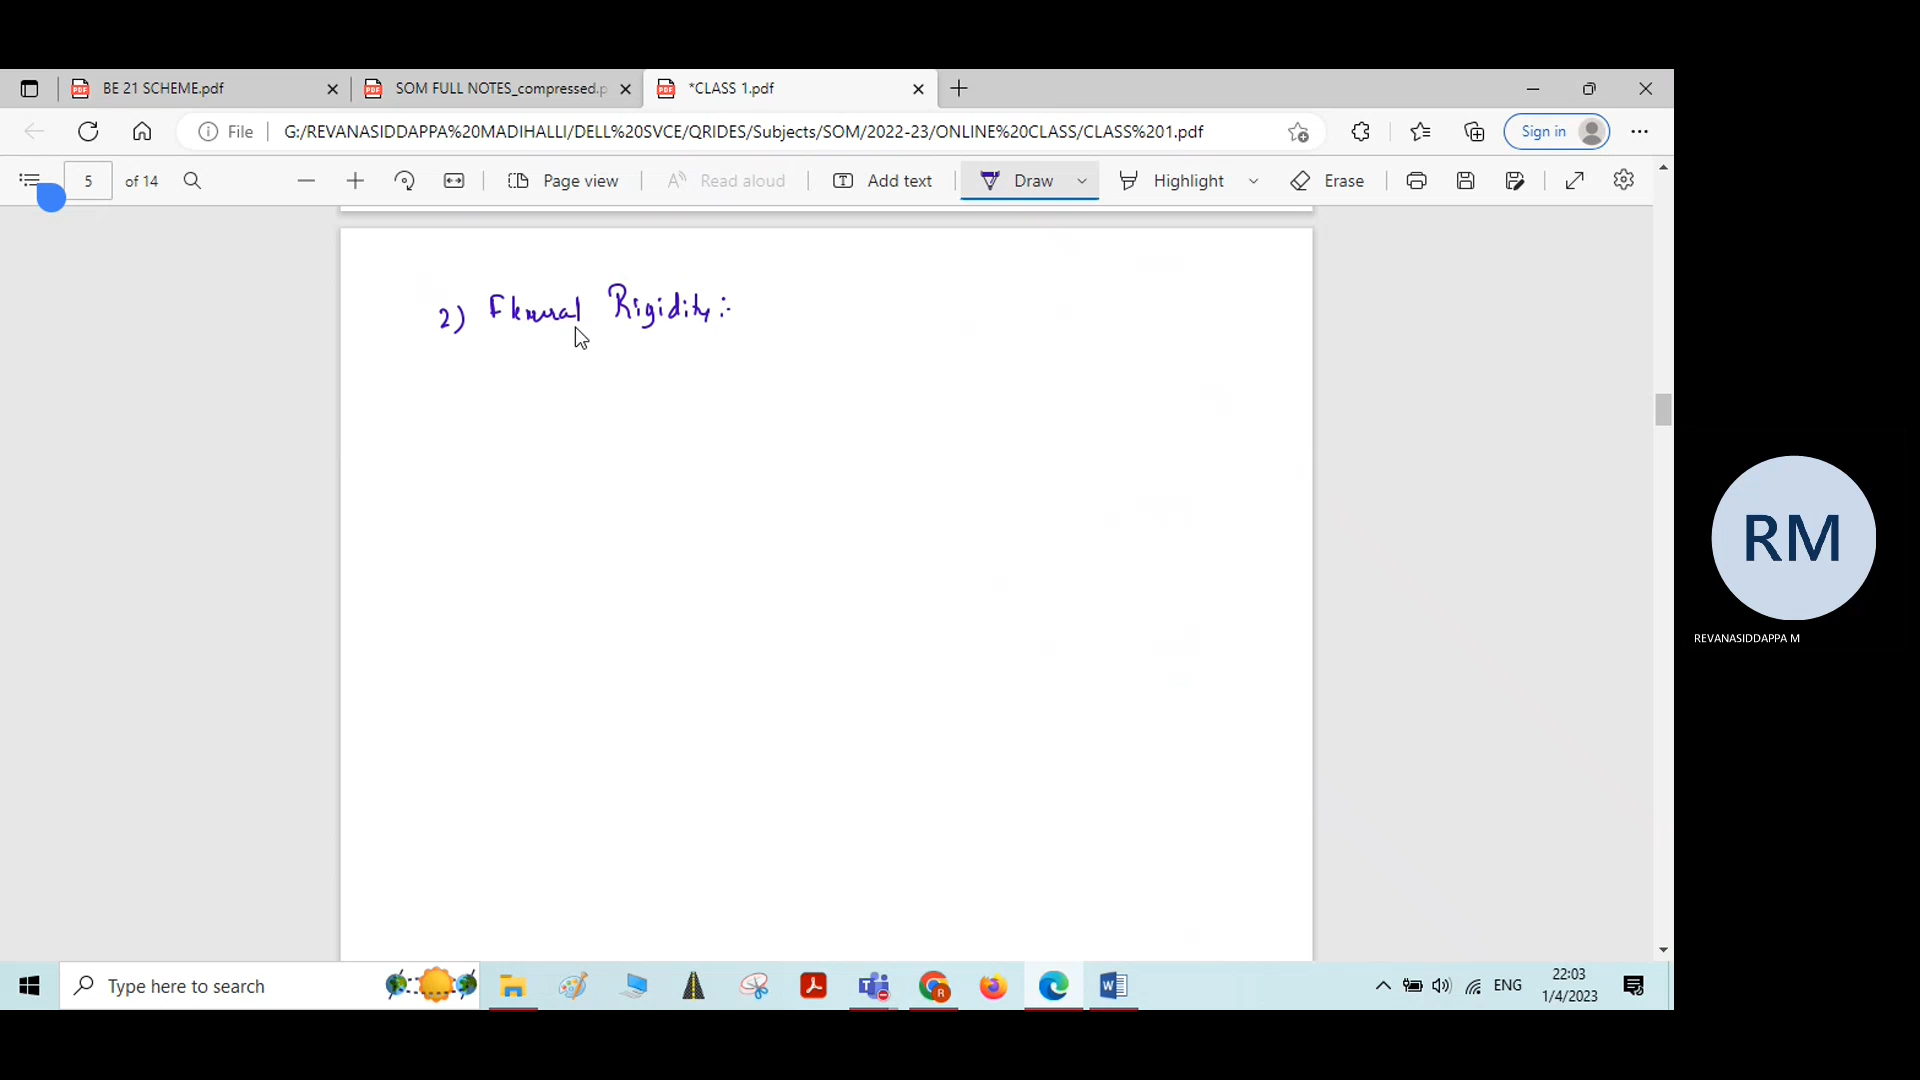 BE 21 SCHEME.pdf
SOM FULL NOTES_compressed.p
*CLASS 1.pdf
File
G:/REVANASIDDAPPA%20MADIHALLI/DELL%20SVCE/QRIDES/Subjects/SOM/2022-23/ONLINE%20CLASS/CLASS%201.pdf
Sign in
5 of 14
Page view
Read aloud
Add text
Draw
Highlight
Erase
2) Flexural Rigidity :-
RM
REVANASIDDAPPA M
Type here to search
ENG
22:03
1/4/2023